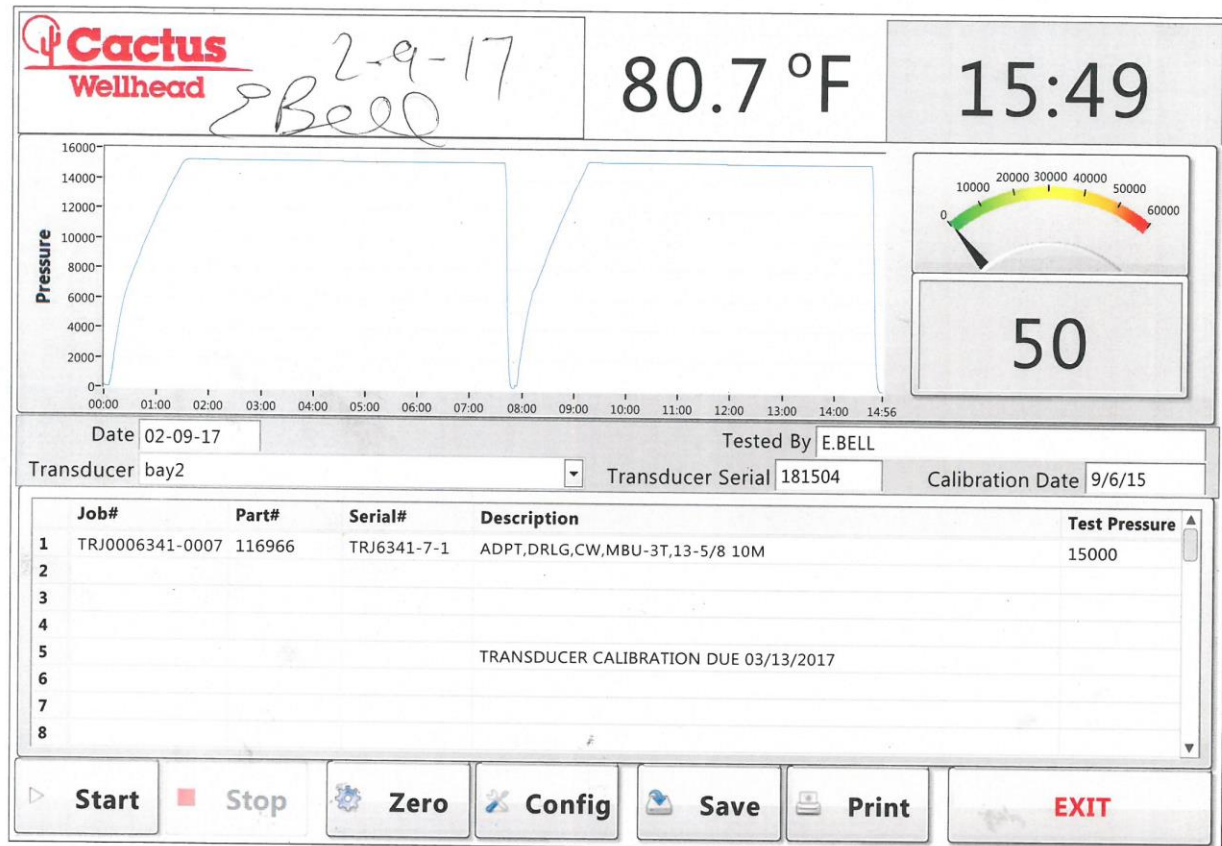 Cactus
Wellhead
2-9-17
EBell
80.7 °F
15:49
Pressure
16000
14000
12000
10000
8000
6000
4000
2000
0
00:00 01:00 02:00 03:00 04:00 05:00 06:00 07:00 08:00 09:00 10:00 11:00 12:00 13:00 14:00 14:56
0 10000 20000 30000 40000 50000 60000
50
Date 02-09-17
Tested By E.BELL
Transducer bay2
Transducer Serial 181504
Calibration Date 9/6/15
Job# Part# Serial# Description Test Pressure
1 TRJ0006341-0007 116966 TRJ6341-7-1 ADPT,DRLG,CW,MBU-3T,13-5/8 10M 15000
2
3
4
5 TRANSDUCER CALIBRATION DUE 03/13/2017
6
7
8
Start Stop Zero Config Save Print EXIT